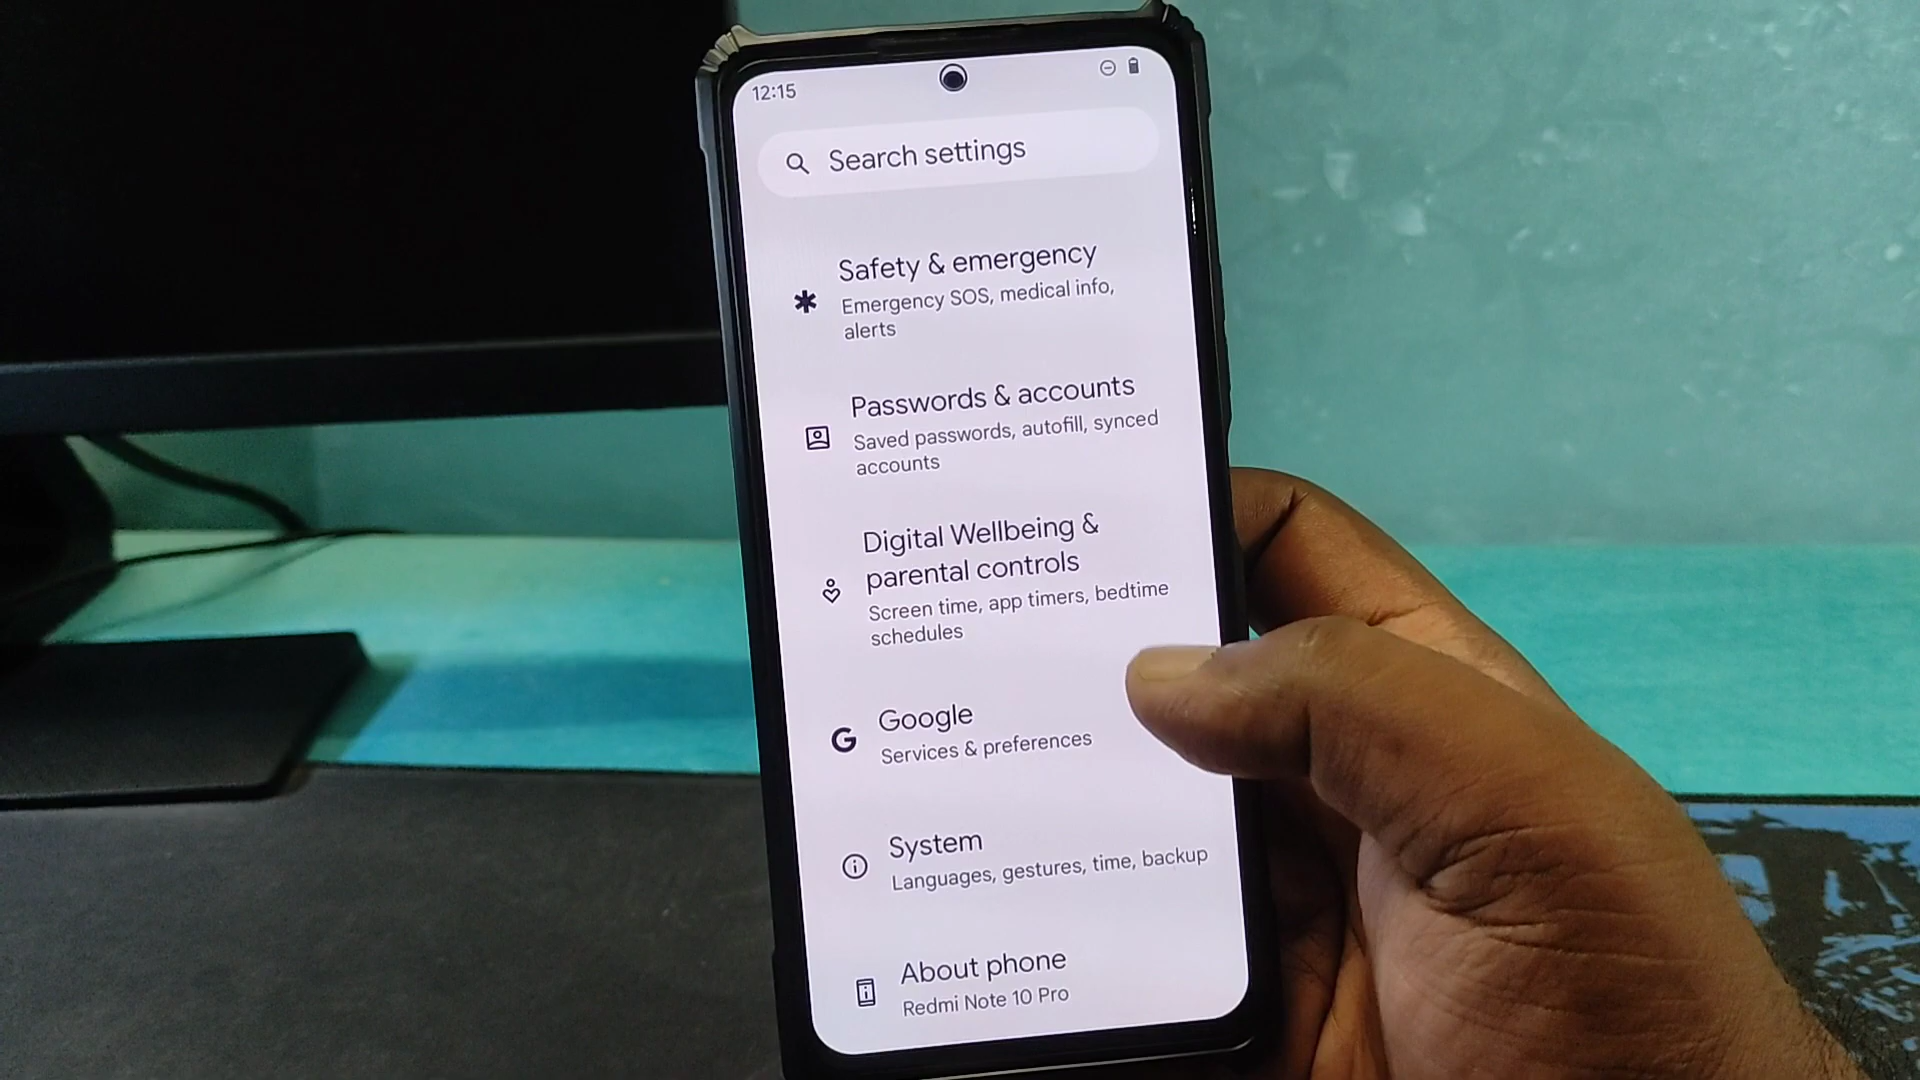 12:15
Search settings
Safety & emergency
Emergency SOS, medical info,
alerts
Passwords & accounts
Saved passwords, autofill, synced
accounts
Digital Wellbeing &
parental controls
Screen time, app timers, bedtime
schedules
Google
Services & preferences
System
Languages, gestures, time, backup
About phone
Redmi Note 10 Pro